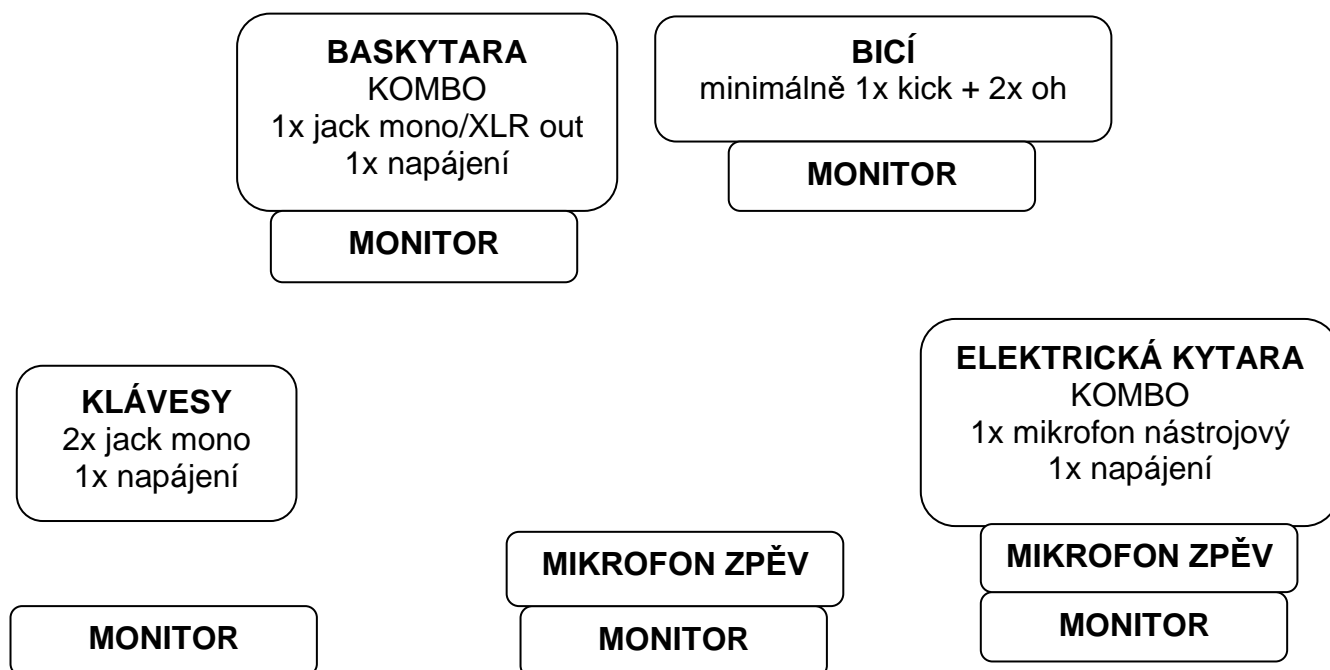 BASKYTARA
KOMBO
1x jack mono/XLR out
1x napájení
MONITOR
BICÍ
minimálně 1x kick + 2x oh
MONITOR
KLÁVESY
2x jack mono
1x napájení
MONITOR
MIKROFON ZPĚV
MONITOR
ELEKTRICKÁ KYTARA
KOMBO
1x mikrofon nástrojový
1x napájení
MIKROFON ZPĚV
MONITOR